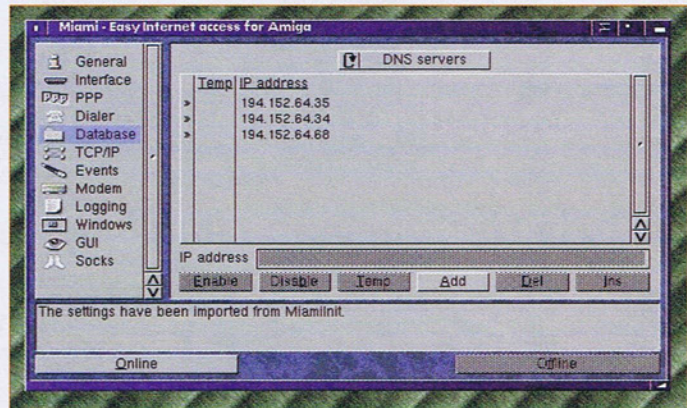 Miami - Easy Internet access for Amiga
General
Interface
PPP PPP
Dialer
Database
TCP/IP
Events
Modem
Logging
Windows
GUI
Socks
DNS servers
Temp IP address
» 194.152.64.35
» 194.152.64.34
» 194.152.64.68
IP address
Enable Disable Temp Add Del Ins
The settings have been imported from MiamiInit.
Online Offline